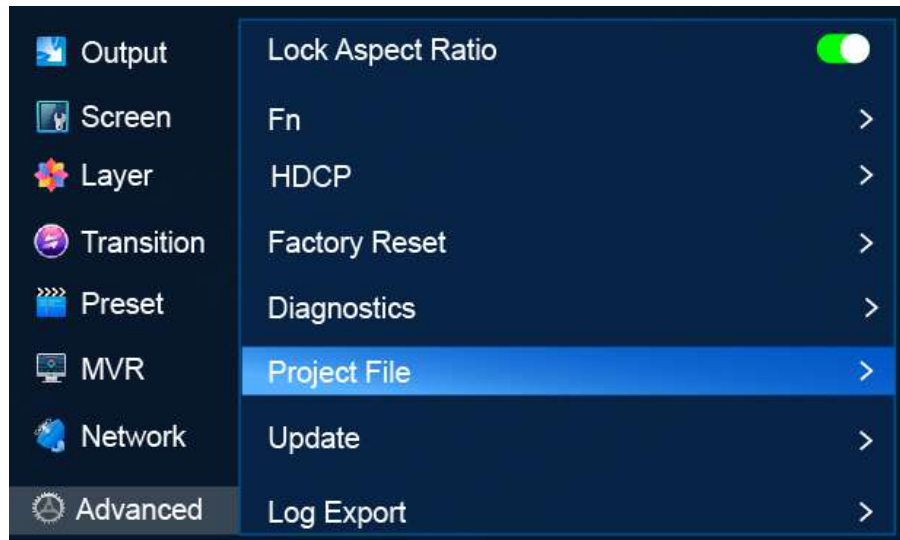 Output
Screen
Layer
Transition
Preset
MVR
Network
Advanced
Lock Aspect Ratio
Fn >
HDCP >
Factory Reset >
Diagnostics >
Project File >
Update >
Log Export >